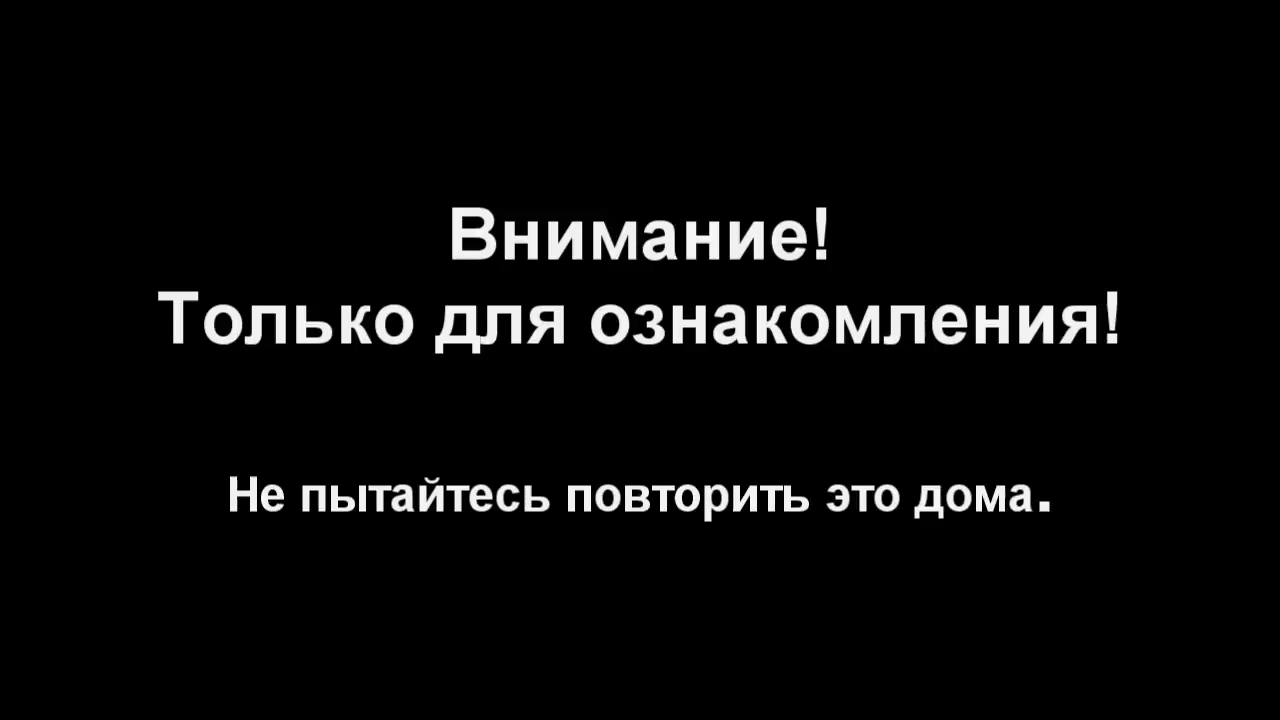 Внимание!
Только для ознакомления!
Не пытайтесь повторить это дома.